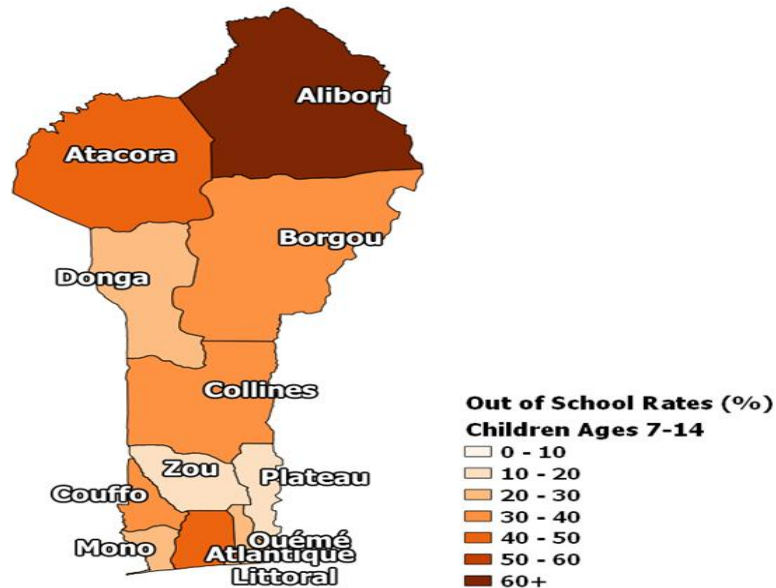 Alibori
Atacora
Borgou
Donga
Collines
Zou
Plateau
Couffo
Mono
Ouémé
Atlantique
Littoral
Out of School Rates (%)
Children Ages 7-14
0 - 10
10 - 20
20 - 30
30 - 40
40 - 50
50 - 60
60+